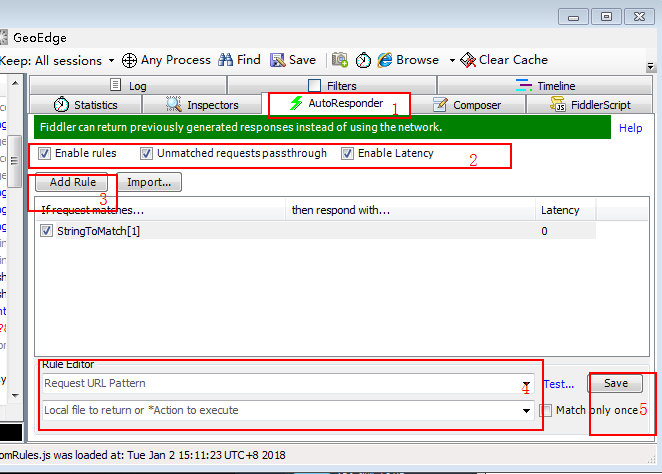 GeoEdge
Keep: All sessions Any Process Find Save Browse Clear Cache
Log Filters Timeline
Statistics Inspectors AutoResponder 1 Composer FiddlerScript
Fiddler can return previously generated responses instead of using the network. Help
Enable rules Unmatched requests passthrough Enable Latency 2
Add Rule Import... 3
If request matches... then respond with... Latency
StringToMatch[1] 0
Rule Editor
Request URL Pattern 4 Test... Save
Local file to return or *Action to execute Match only once 5
omRules.js was loaded at: Tue Jan 2 15:11:23 UTC+8 2018